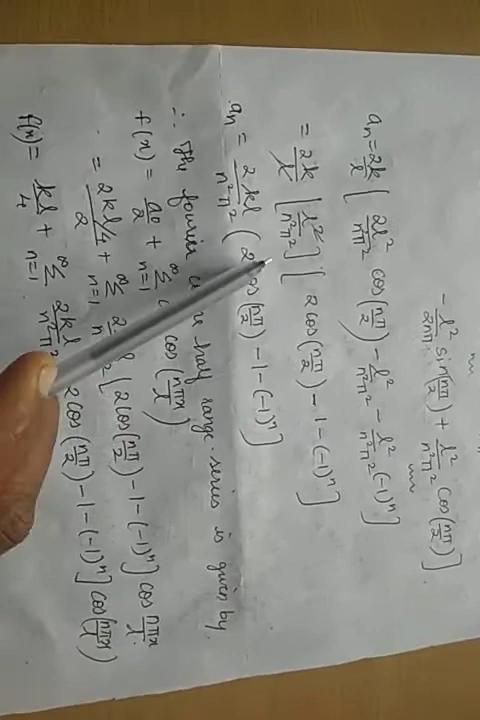 - l²/2nπ sin(nπ/2) + l²/n²π² cos(nπ/2)]
an = 2k/l [ 2l²/n²π² cos(nπ/2) - l²/n²π² - l²/n²π² (-1)ⁿ]
= 2k/l [l²/n²π²] [ 2cos(nπ/2) - 1 - (-1)ⁿ]
an = 2kl/n²π² ( 2cos(nπ/2) - 1 - (-1)ⁿ]
∴ The fourier half range series is given by.
f(x) = a0/2 + ∞Σn=1 cos(nπx/l)
= 2kl/4/2 + ∞Σn=1 [2cos(nπ/2) - 1 - (-1)ⁿ] cos nπx/l.
f(x) = kl/4 + ∞Σn=1 2kl/n²π² 2cos(nπ/2) - 1 - (-1)ⁿ] cos(nπx/l)